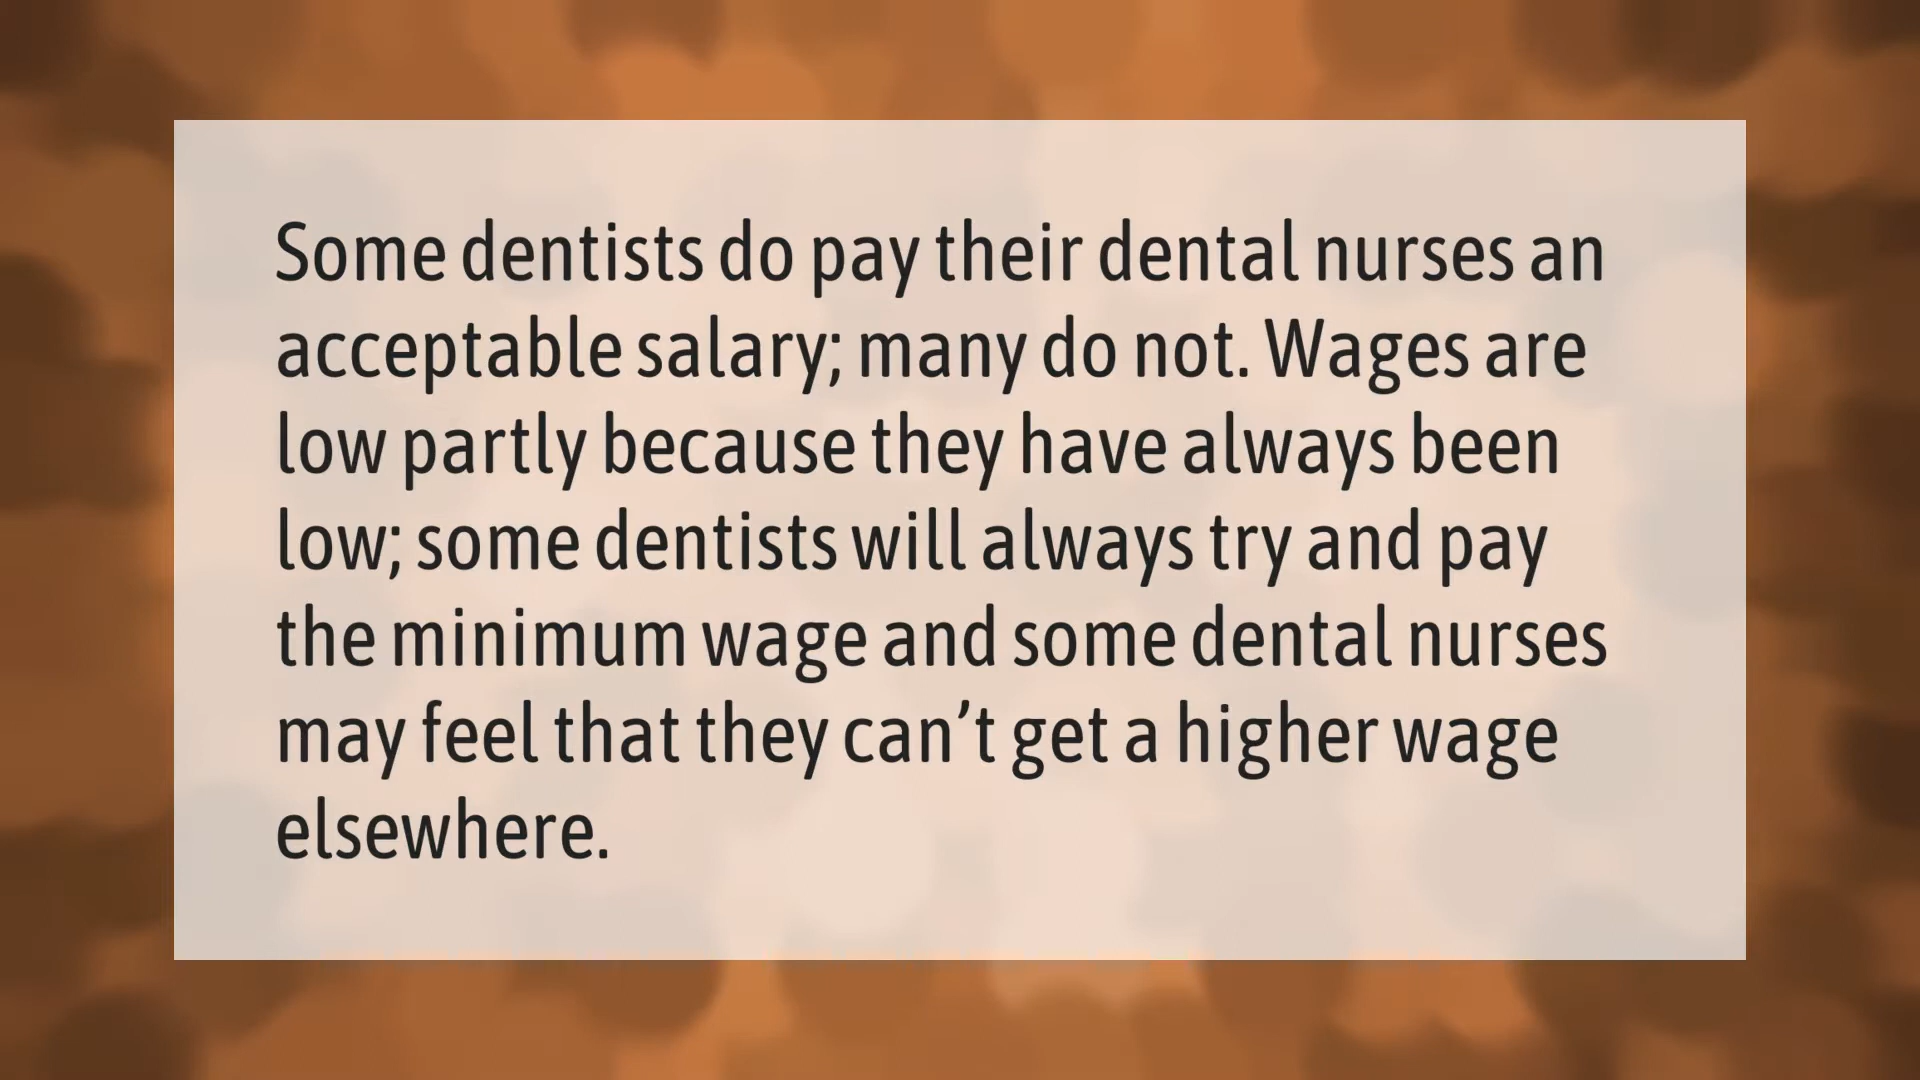 Some dentists do pay their dental nurses an
acceptable salary; many do not. Wages are
low partly because they have always been
low; some dentists will always try and pay
the minimum wage and some dental nurses
may feel that they can’t get a higher wage
elsewhere.